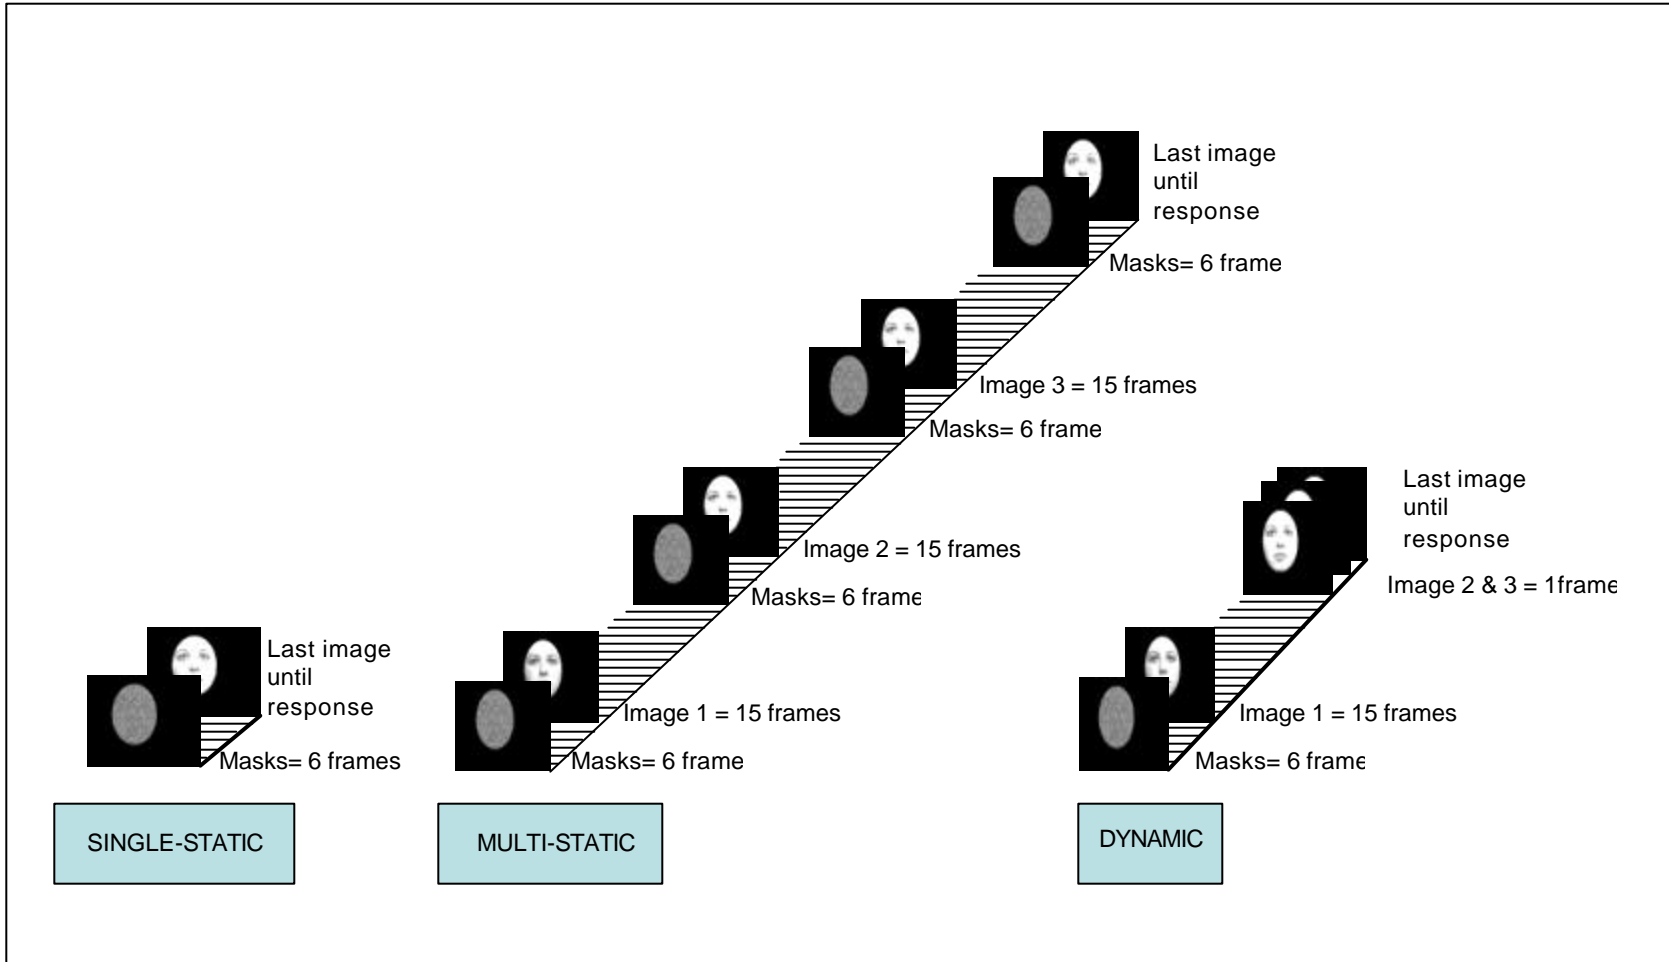 Last image
until
response
Masks= 6 frame
Image 3 = 15 frames
Masks= 6 frame
Image 2 = 15 frames
Masks= 6 frame
Image 1 = 15 frames
Masks= 6 frame
Last image
until
response
Masks= 6 frames
Last image
until
response
Image 2 & 3 = 1frame
Image 1 = 15 frames
Masks= 6 frame
SINGLE-STATIC
MULTI-STATIC
DYNAMIC